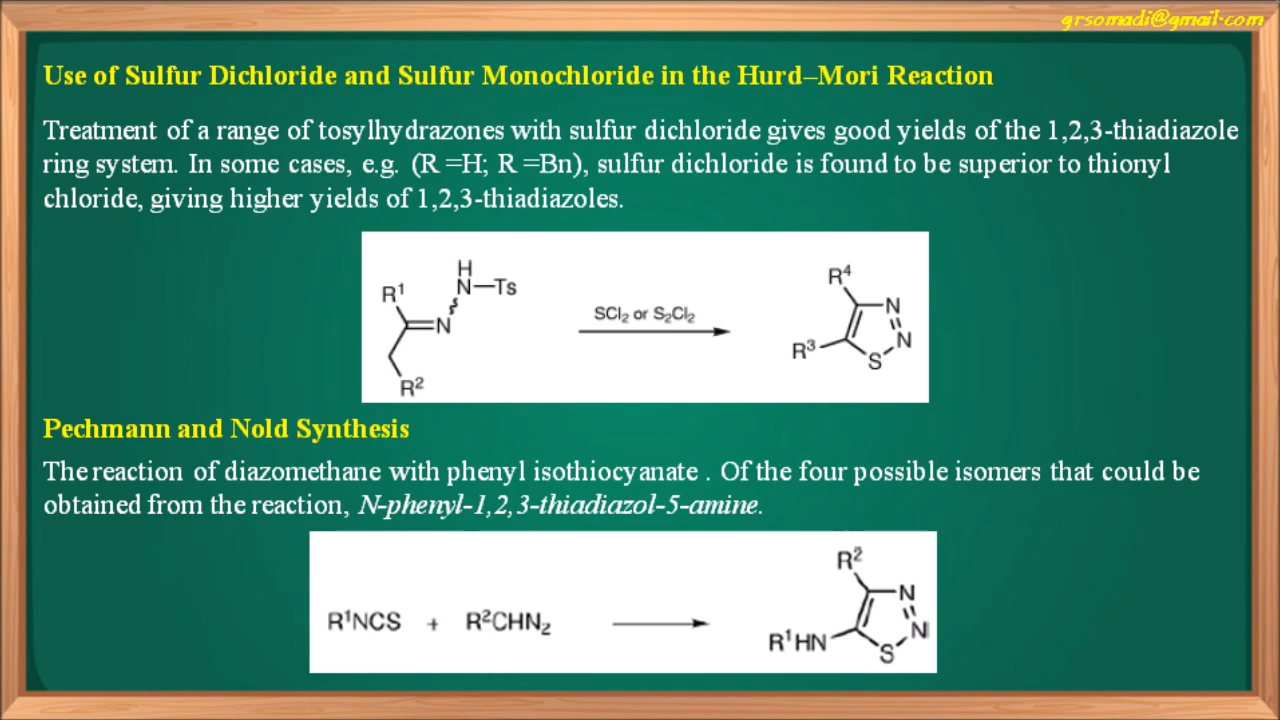 grsomadi@gmail.com
Use of Sulfur Dichloride and Sulfur Monochloride in the Hurd–Mori Reaction
Treatment of a range of tosylhydrazones with sulfur dichloride gives good yields of the 1,2,3-thiadiazole
ring system. In some cases, e.g. (R =H; R =Bn), sulfur dichloride is found to be superior to thionyl
chloride, giving higher yields of 1,2,3-thiadiazoles.
H
N—Ts
R¹
N
R²
SCl₂ or S₂Cl₂
R⁴
N
N
R³
S
Pechmann and Nold Synthesis
The reaction of diazomethane with phenyl isothiocyanate . Of the four possible isomers that could be
obtained from the reaction, N-phenyl-1,2,3-thiadiazol-5-amine.
R¹NCS + R²CHN₂
R²
N
N
R¹HN
S